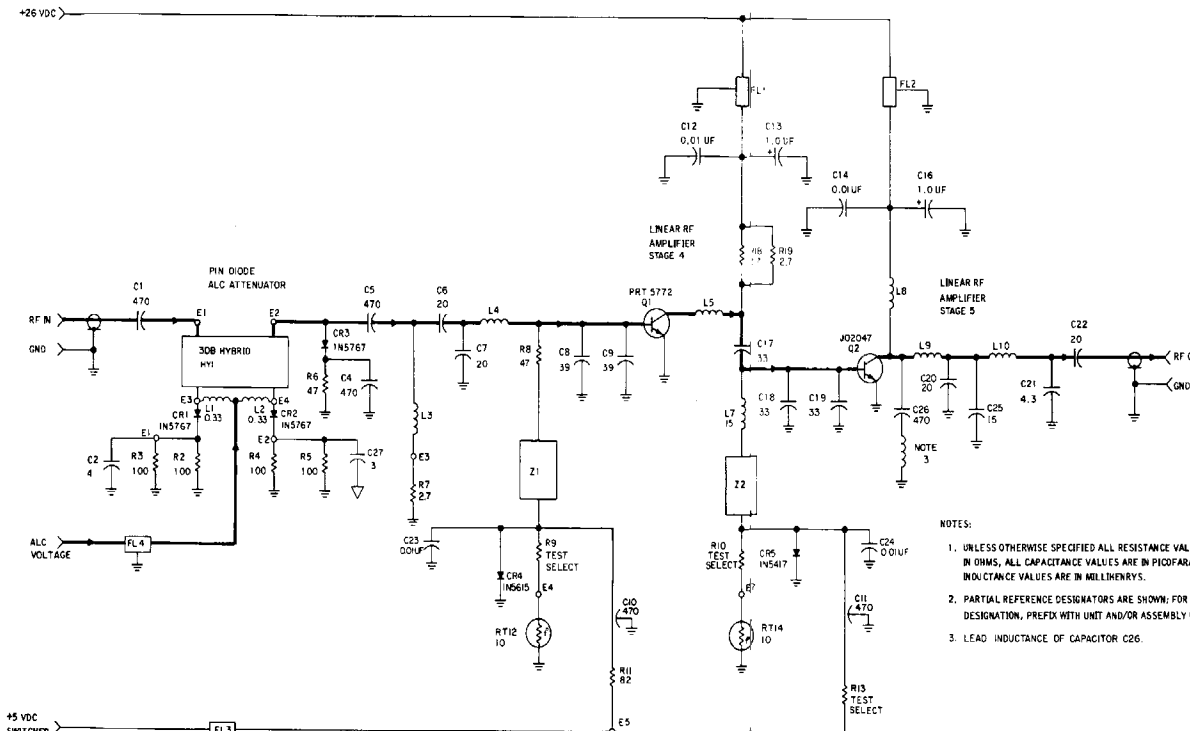 +26 VDC
FL1
FL2
C12
0.01 UF
C13
1.0 UF
C14
0.01UF
C16
1.0UF
LINEAR RF
AMPLIFIER
STAGE 4
R18
R19
2.7
PIN DIODE
ALC ATTENUATOR
L8
LINEAR RF
AMPLIFIER
STAGE 5
C1
470
E1
E2
C5
470
C6
20
L4
PRT 5772
Q1
L5
RF IN
GND
3DB HYBRID
HY1
CR3
1N5767
C7
20
R8
47
C8
39
C9
39
C17
33
J02047
Q2
L9
L10
C22
20
GND
R6
47
C4
470
C20
20
C25
15
C21
4.3
E3
L1
0.33
L2
0.33
E4
CR1
1N5767
CR2
1N5767
L3
C18
33
C19
33
C26
470
L7
15
NOTE
3
E1
E2
C2
4
R3
100
R2
100
R4
100
R5
100
C27
3
E3
R7
2.7
Z1
Z2
ALC
VOLTAGE
FL4
C23
0.01UF
R9
TEST
SELECT
CR4
1N5615
E4
C10
470
RT12
10
R11
82
R10
TEST
SELECT
CR5
1N5417
C24
0.01UF
E7
C11
470
RT14
10
R13
TEST
SELECT
NOTES:
1. UNLESS OTHERWISE SPECIFIED ALL RESISTANCE VAL
IN OHMS, ALL CAPACITANCE VALUES ARE IN PICOFARA
INDUCTANCE VALUES ARE IN MILLIHENRYS.
2. PARTIAL REFERENCE DESIGNATORS ARE SHOWN; FOR
DESIGNATION, PREFIX WITH UNIT AND/OR ASSEMBLY
3. LEAD INDUCTANCE OF CAPACITOR C26.
+5 VDC
SWITCHED
FL3
E5